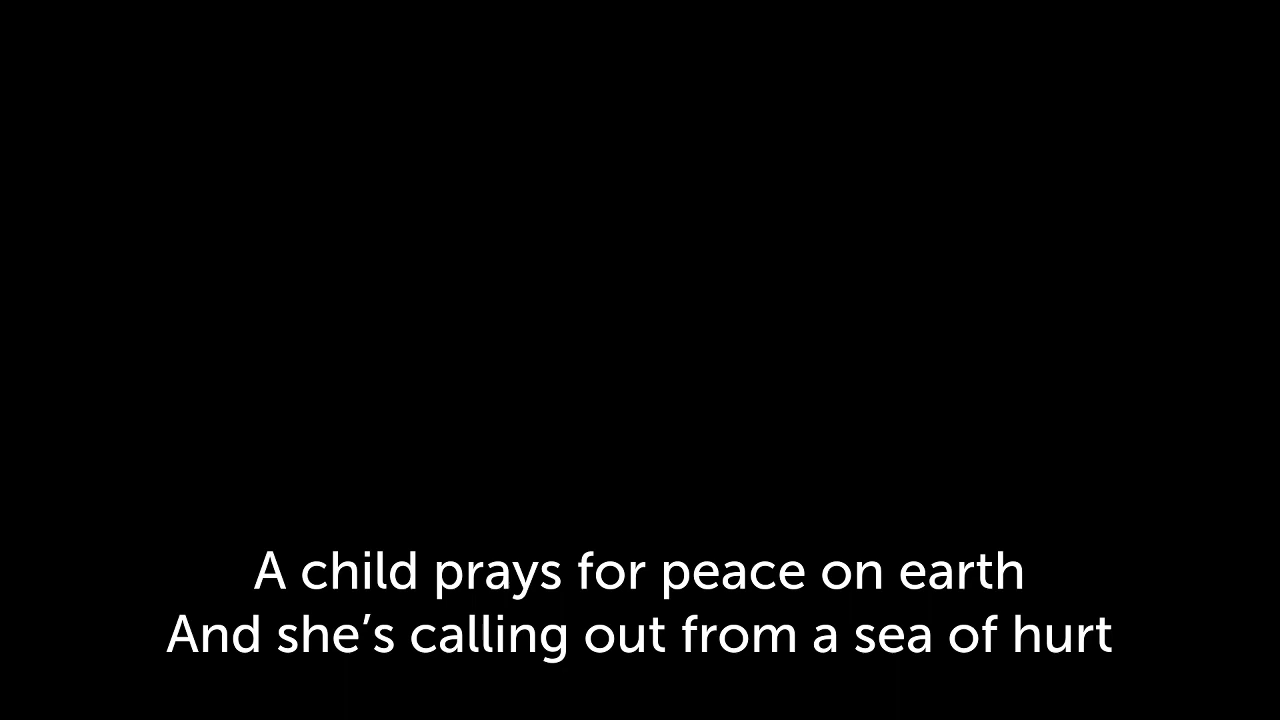 A child prays for peace on earth
And she’s calling out from a sea of hurt